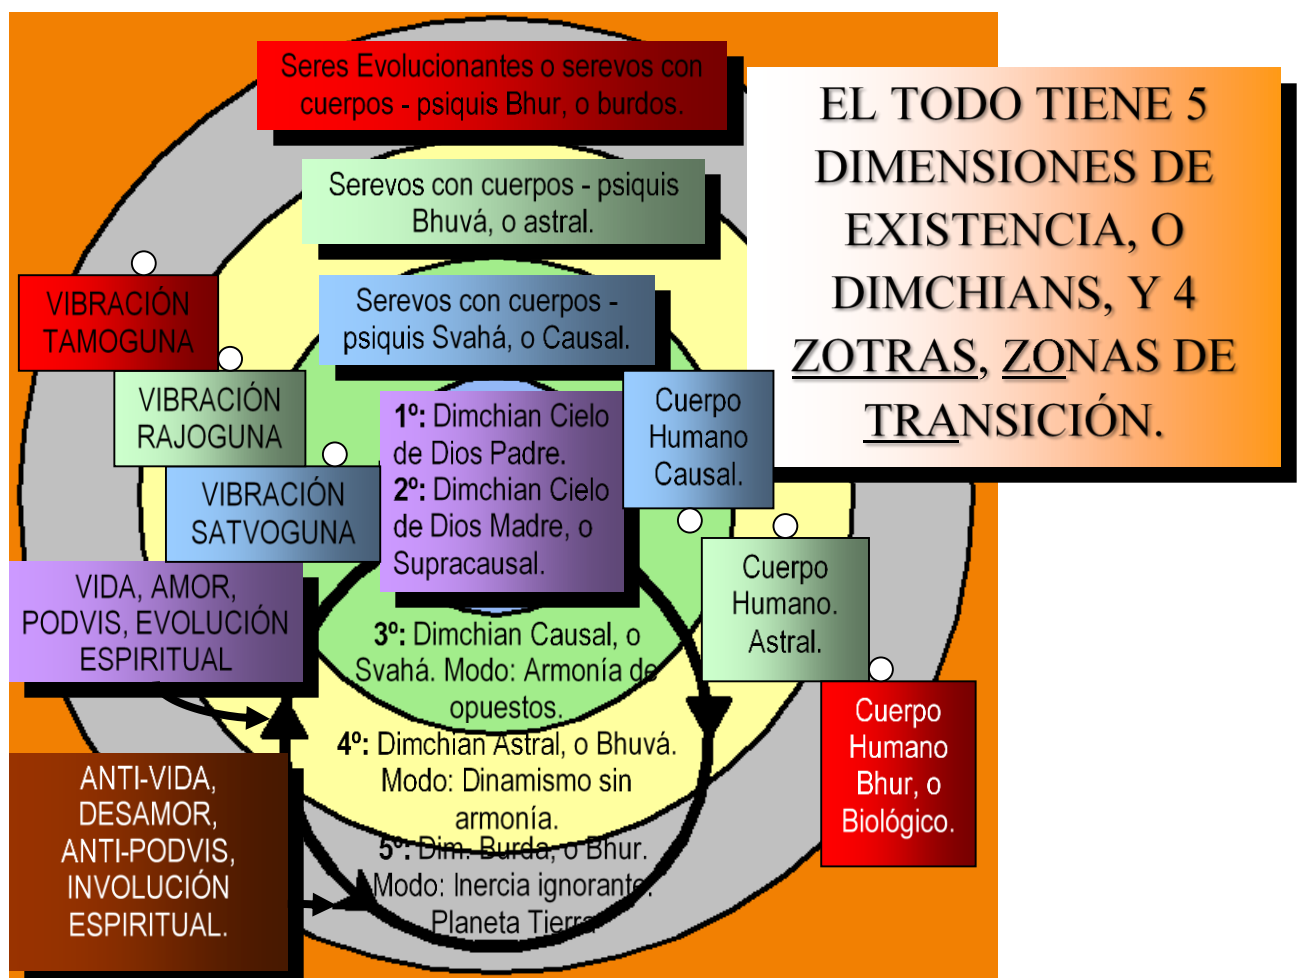 Seres Evolucionantes o serevos con
cuerpos - psiquis Bhur, o burdos.
EL TODO TIENE 5
DIMENSIONES DE
EXISTENCIA, O
DIMCHIANS, Y 4
ZOTRAS, ZONAS DE
TRANSICIÓN.
Serevos con cuerpos - psiquis
Bhuvá, o astral.
Serevos con cuerpos -
psiquis Svahá, o Causal.
VIBRACIÓN
TAMOGUNA
VIBRACIÓN
RAJOGUNA
VIBRACIÓN
SATVOGUNA
1º: Dimchian Cielo
de Dios Padre.
2º: Dimchian Cielo
de Dios Madre, o
Supracausal.
Cuerpo
Humano
Causal.
Cuerpo
Humano.
Astral.
Cuerpo
Humano
Bhur, o
Biológico.
VIDA, AMOR,
PODVIS, EVOLUCIÓN
ESPIRITUAL
3º: Dimchian Causal, o
Svahá. Modo: Armonía de
opuestos.
4º: Dimchian Astral, o Bhuvá.
Modo: Dinamismo sin
armonía.
5º: Dim. Burda, o Bhur.
Modo: Inercia ignorante.
Planeta Tierra
ANTI-VIDA,
DESAMOR,
ANTI-PODVIS,
INVOLUCIÓN
ESPIRITUAL.